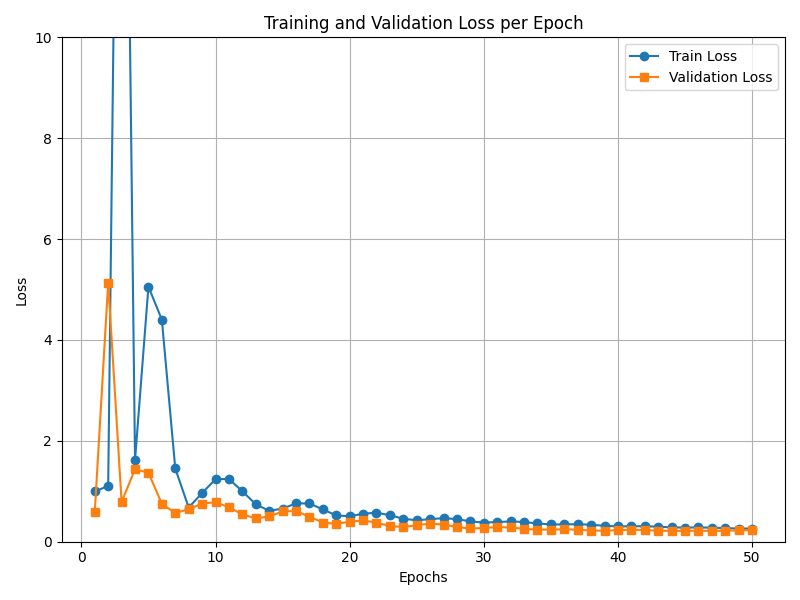 Training and Validation Loss per Epoch
Train Loss
Validation Loss
Loss
10
8
6
4
2
0
0 10 20 30 40 50
Epochs